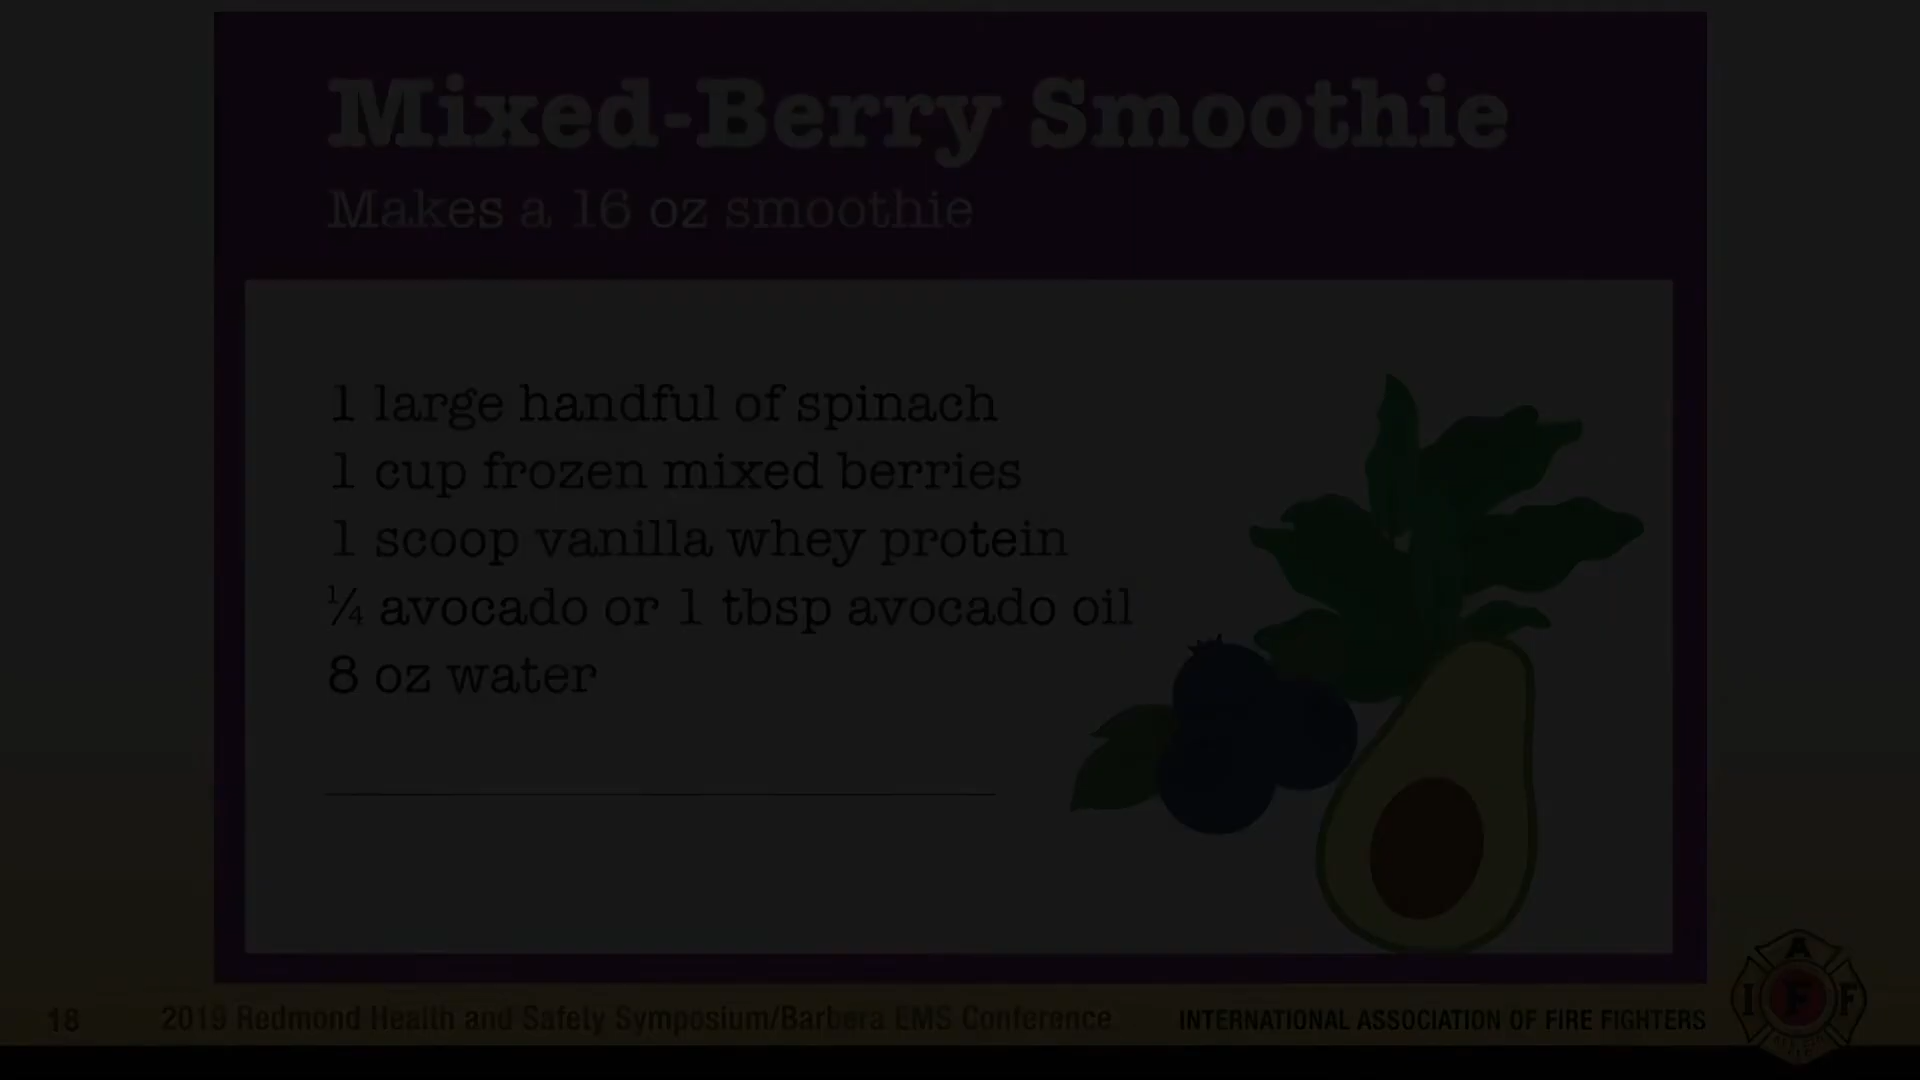 Mixed-Berry Smoothie
Makes a 16 oz smoothie
1 large handful of spinach
1 cup frozen mixed berries
1 scoop vanilla whey protein
¼ avocado or 1 tbsp avocado oil
8 oz water
18
2019 Redmond Health and Safety Symposium/Barbera EMS Conference
INTERNATIONAL ASSOCIATION OF FIRE FIGHTERS
A
I F F